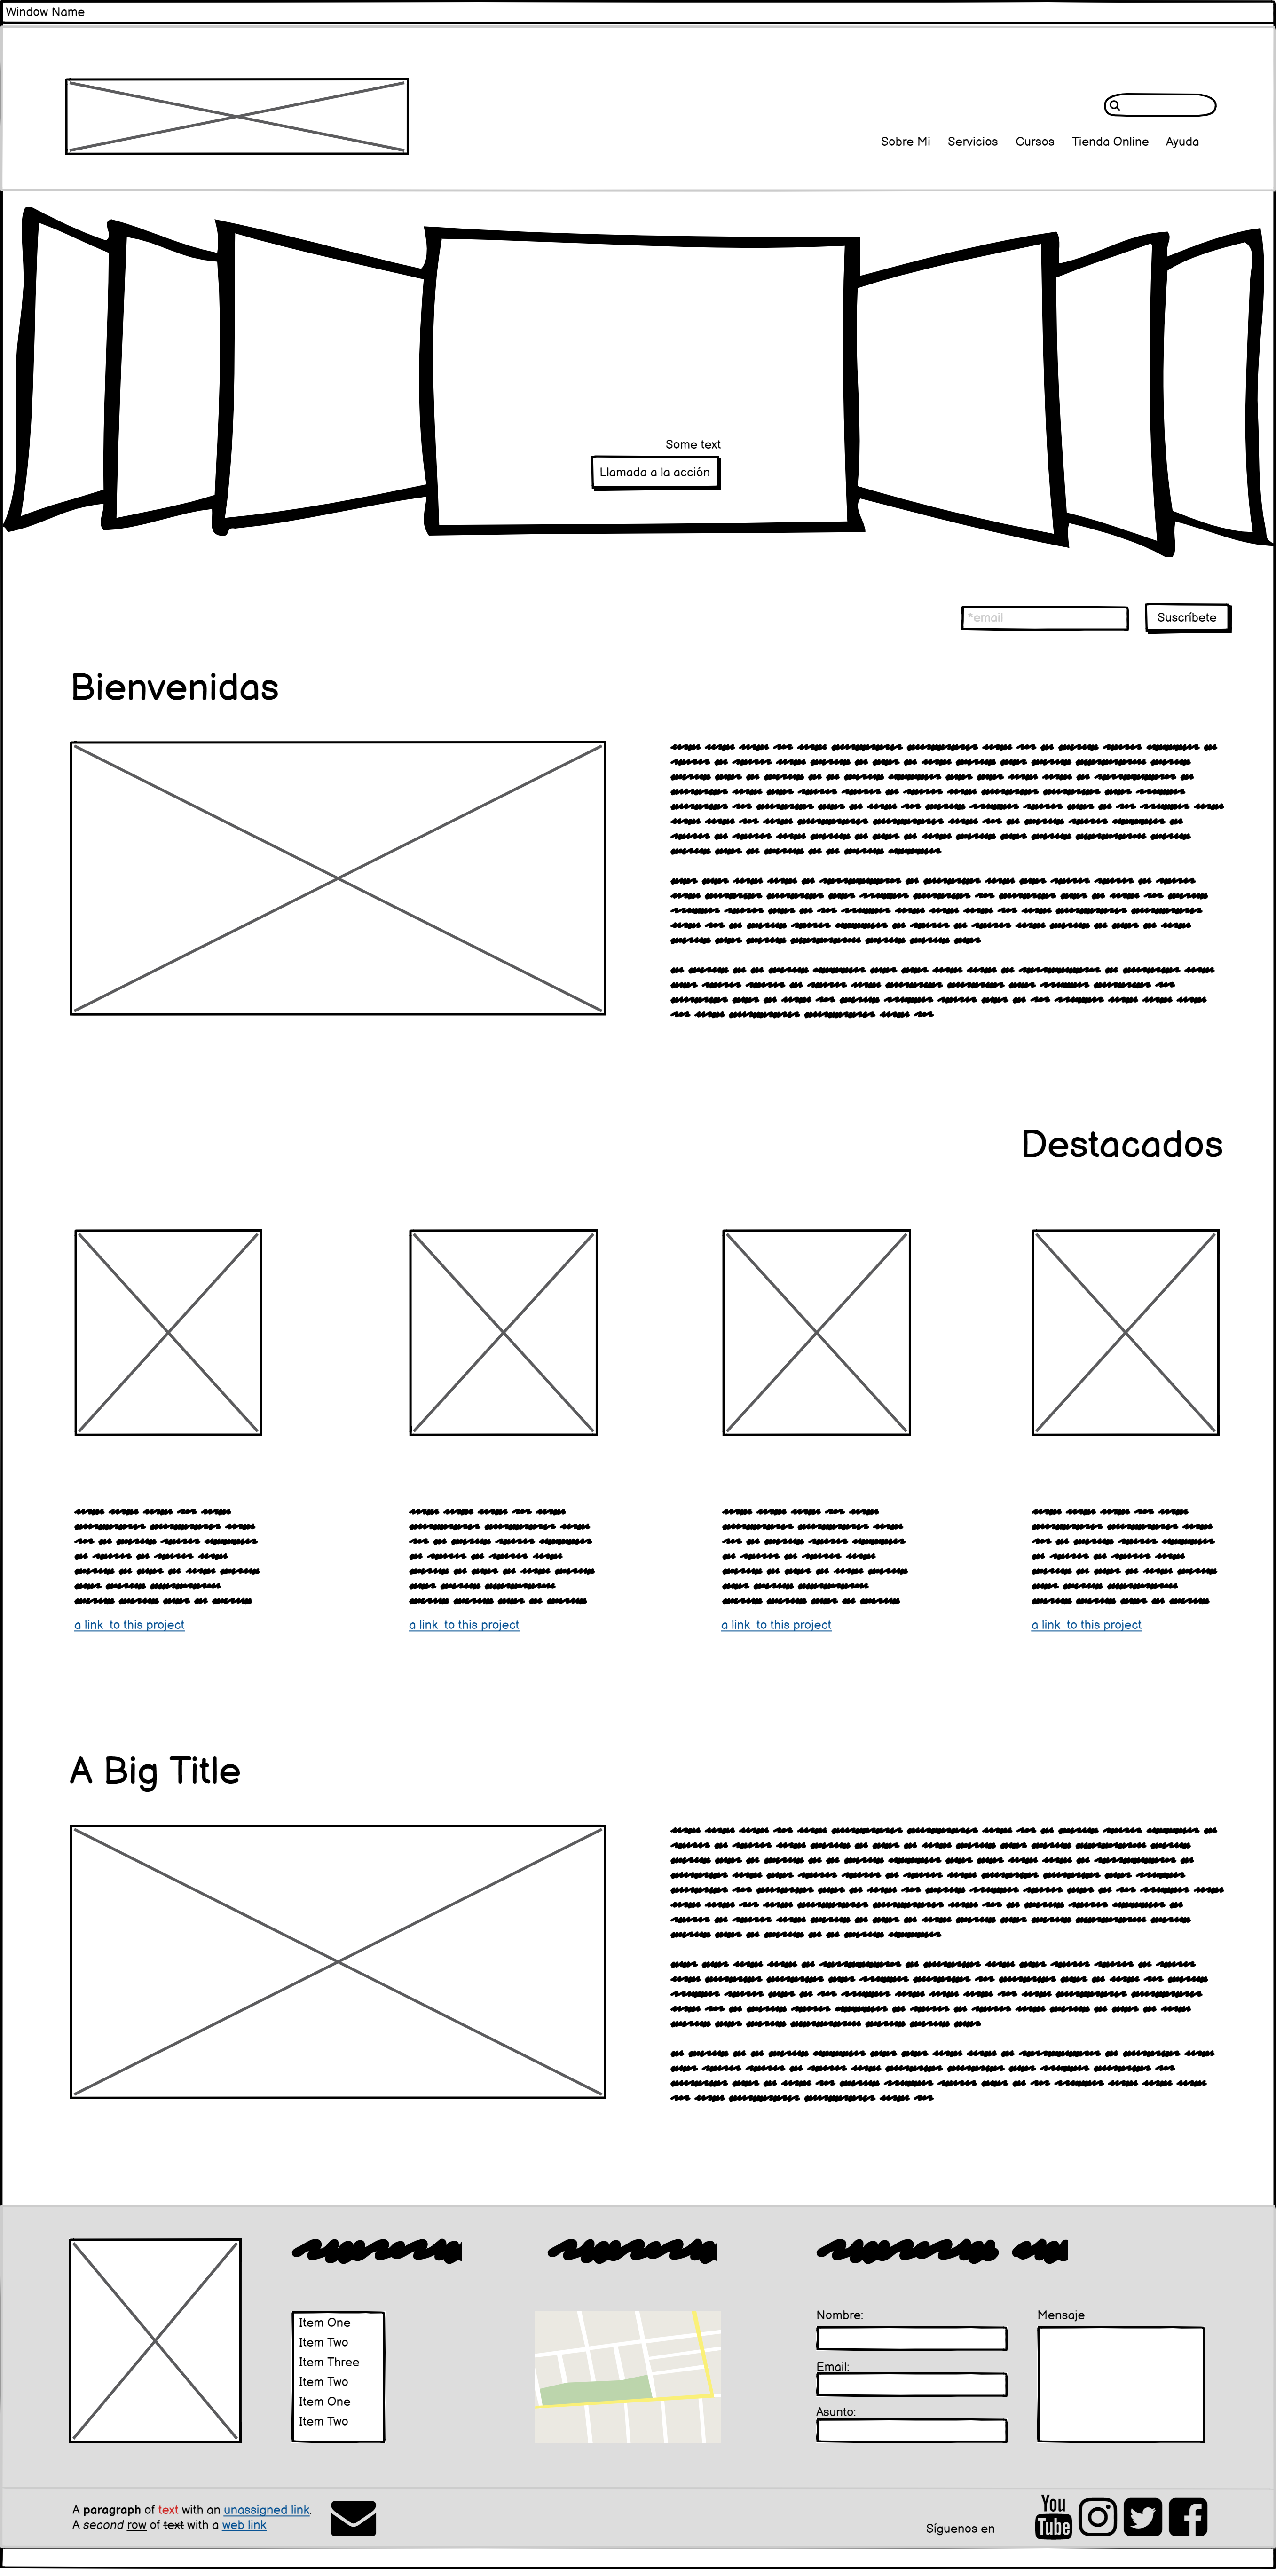 Window Name
Sobre Mi Servicios Cursos Tienda Online Ayuda
Some text
Llamada a la acción
*email
Suscríbete
Bienvenidas
Destacados
a link to this project
a link to this project
a link to this project
a link to this project
A Big Title
Item One
Item Two
Item Three
Item Two
Item One
Item Two
Nombre:
Email:
Asunto:
Mensaje
A paragraph of text with an unassigned link.
A second row of text with a web link
Síguenos en
You
Tube